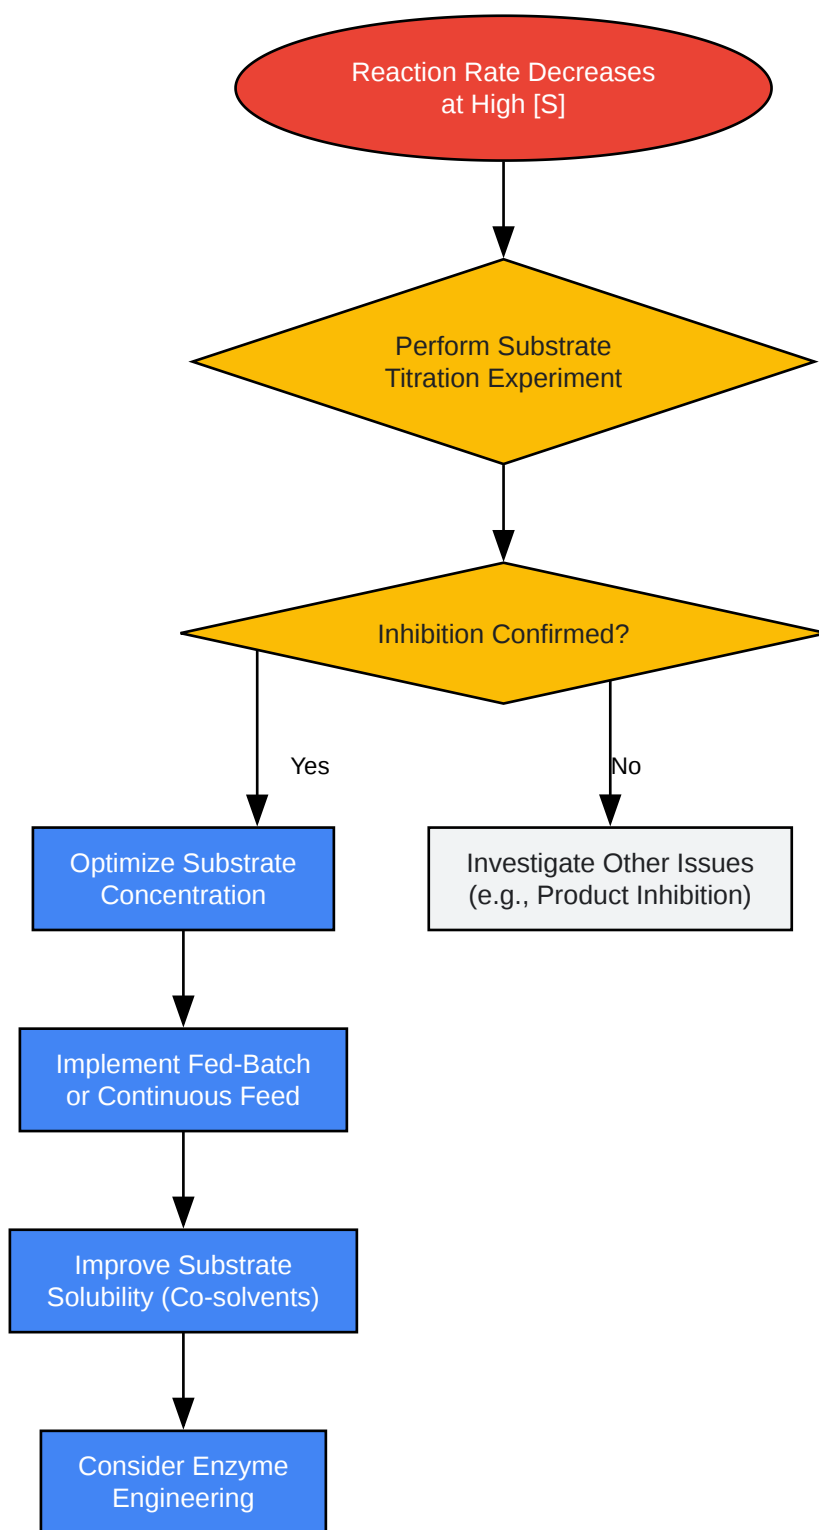 Reaction Rate Decreases
at High [S]
Perform Substrate
Titration Experiment
Inhibition Confirmed?
Yes
No
Optimize Substrate
Concentration
Investigate Other Issues
(e.g., Product Inhibition)
Implement Fed-Batch
or Continuous Feed
Improve Substrate
Solubility (Co-solvents)
Consider Enzyme
Engineering